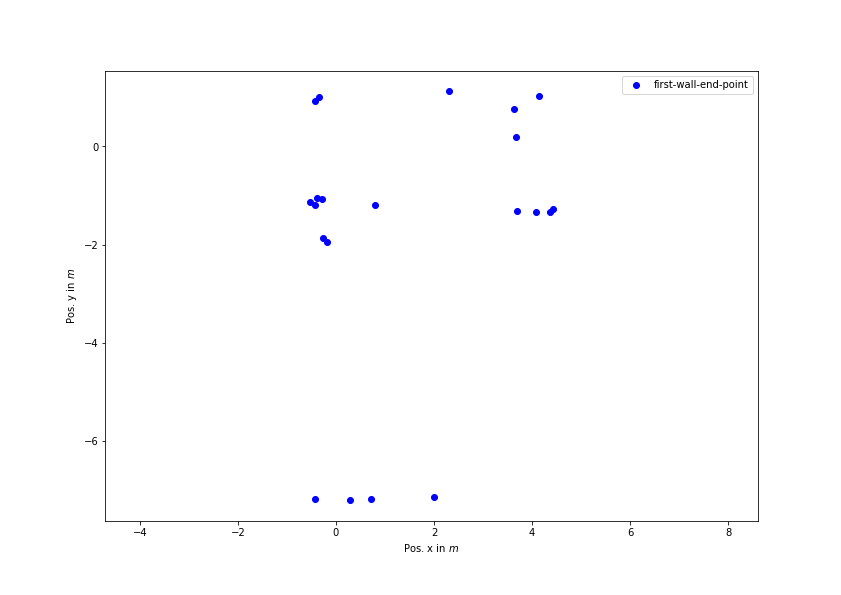 first-wall-end-point
0
−2
−4
−6
Pos. y in m
−4 −2 0 2 4 6 8
Pos. x in m